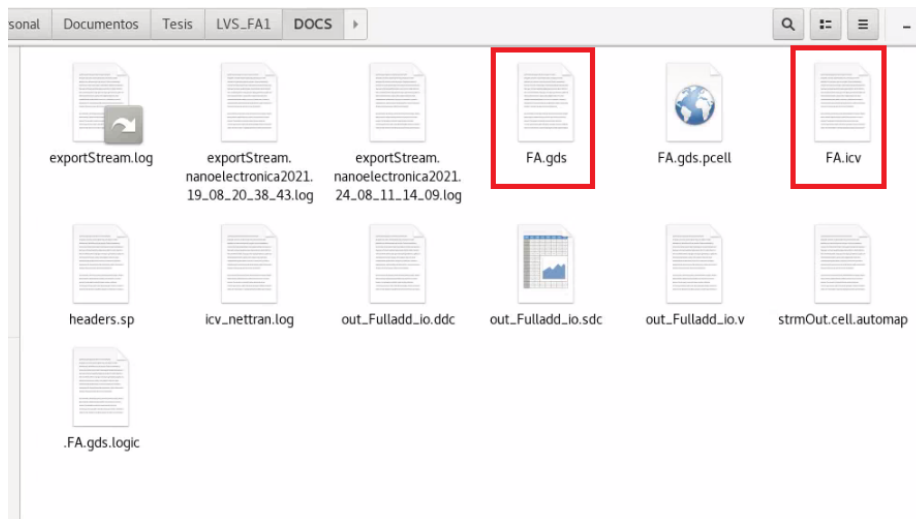 sonal Documentos Tesis LVS_FA1 DOCS
exportStream.log
exportStream.
nanoelectronica2021.
19_08_20_38_43.log
exportStream.
nanoelectronica2021.
24_08_11_14_09.log
FA.gds
FA.gds.pcell
FA.icv
headers.sp
icv_nettran.log
out_Fulladd_io.ddc
out_Fulladd_io.sdc
out_Fulladd_io.v
strmOut.cell.automap
.FA.gds.logic